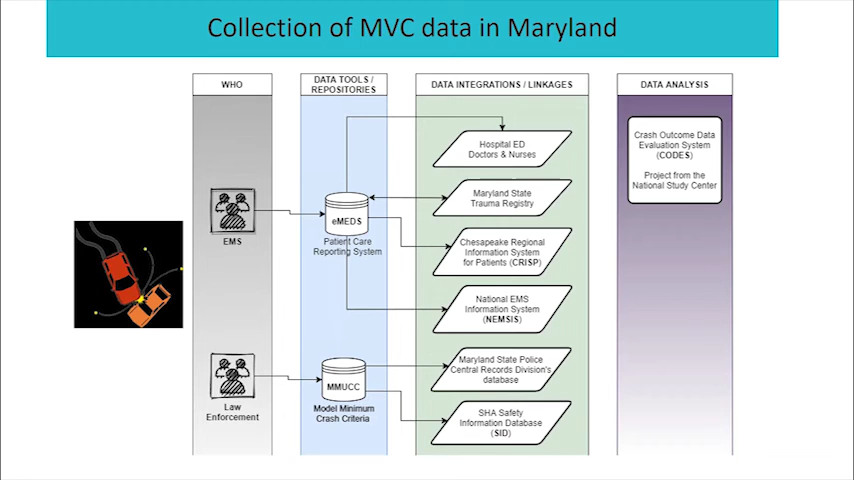 Collection of MVC data in Maryland
WHO
DATA TOOLS /
REPOSITORIES
DATA INTEGRATIONS / LINKAGES
DATA ANALYSIS
EMS
eMEDS
Patient Care
Reporting System
Hospital ED
Doctors & Nurses
Maryland State
Trauma Registry
Chesapeake Regional
Information System
for Patients (CRISP)
National EMS
Information System
(NEMSIS)
Law
Enforcement
MMUCC
Model Minimum
Crash Criteria
Maryland State Police
Central Records Division's
database
SHA Safety
Information Database
(SID)
Crash Outcome Data
Evaluation System
(CODES)
Project from the
National Study Center